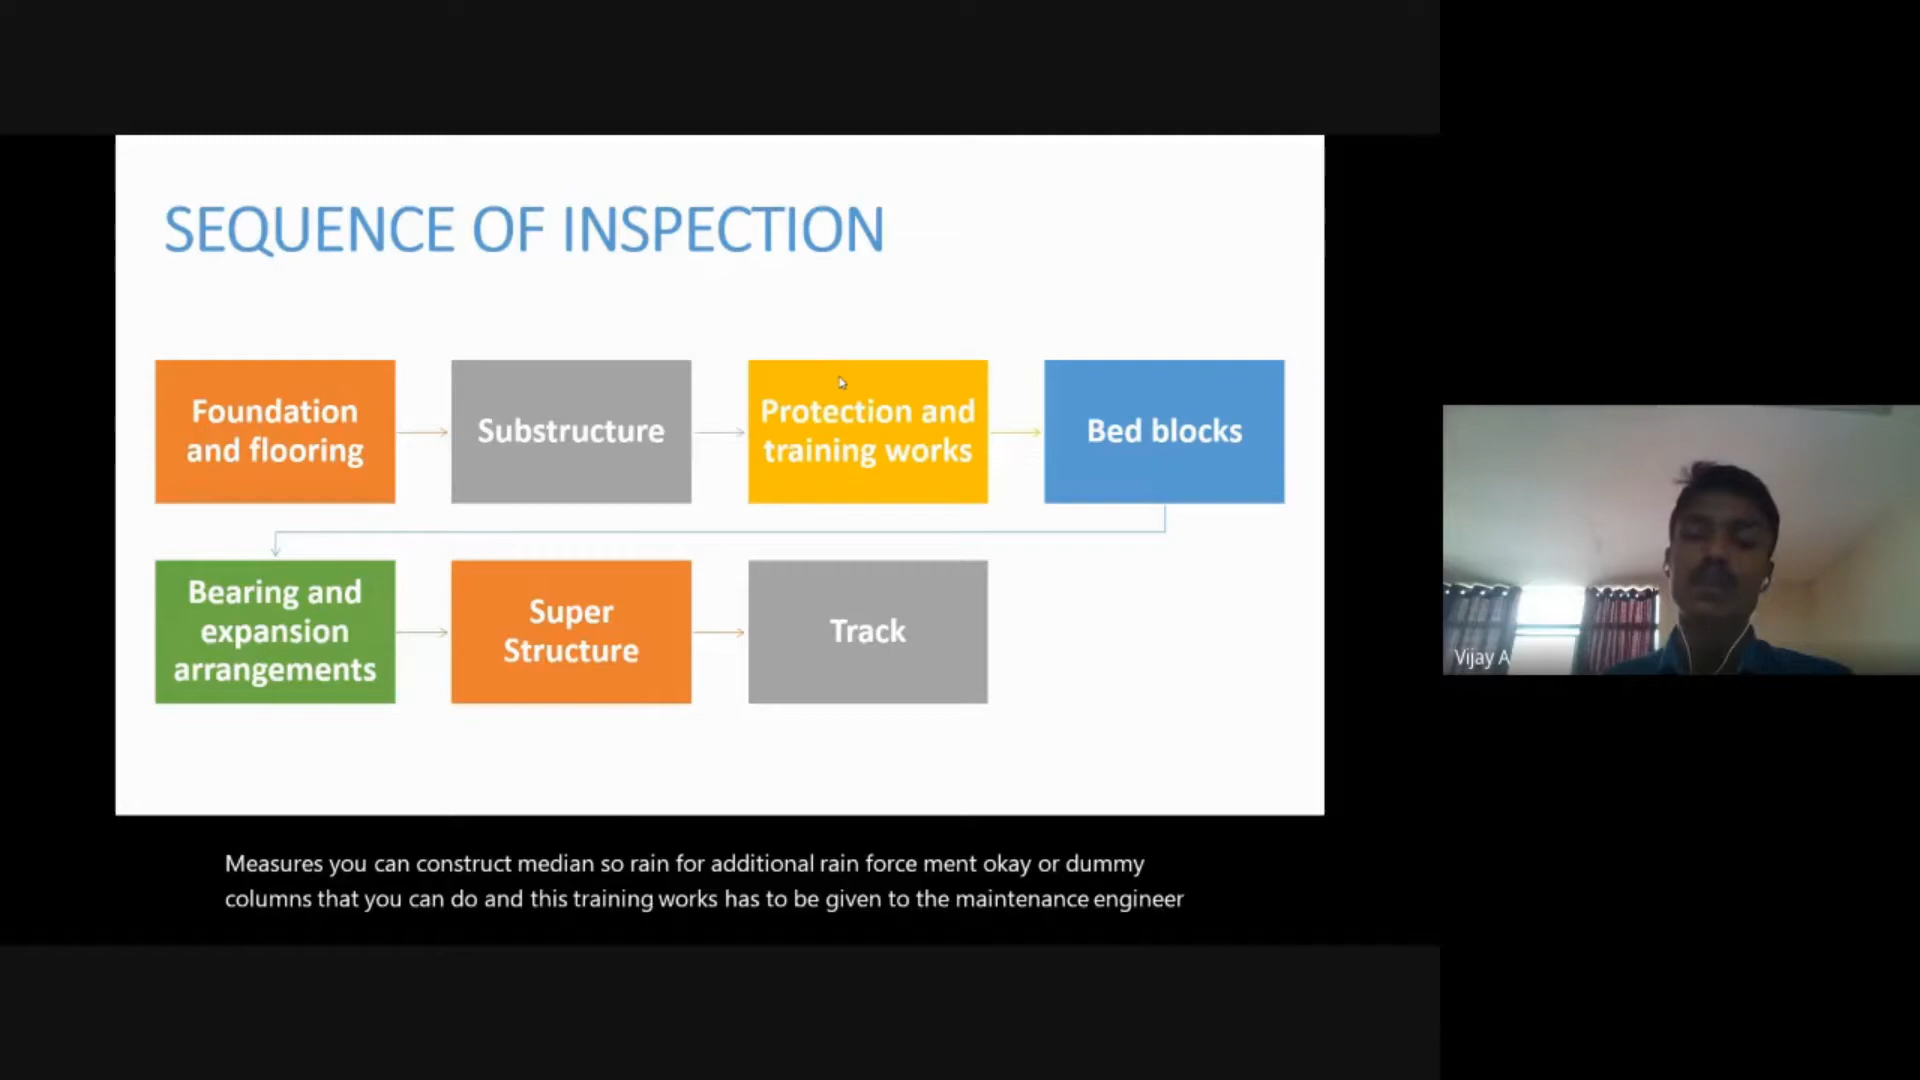 SEQUENCE OF INSPECTION
Foundation
and flooring
Substructure
Protection and
training works
Bed blocks
Bearing and
expansion
arrangements
Super
Structure
Track
Vijay A
Measures you can construct median so rain for additional rain force ment okay or dummy
columns that you can do and this training works has to be given to the maintenance engineer